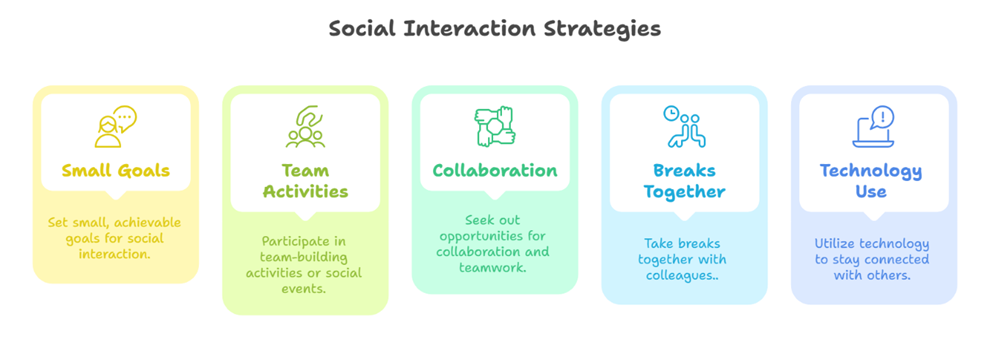 Social Interaction Strategies
Small Goals
Set small, achievable
goals for social
interaction.
Team
Activities
Participate in
team-building
activities or social
events.
Collaboration
Seek out
opportunities for
collaboration and
teamwork.
Breaks
Together
Take breaks
together with
colleagues..
Technology
Use
Utilize technology
to stay connected
with others.